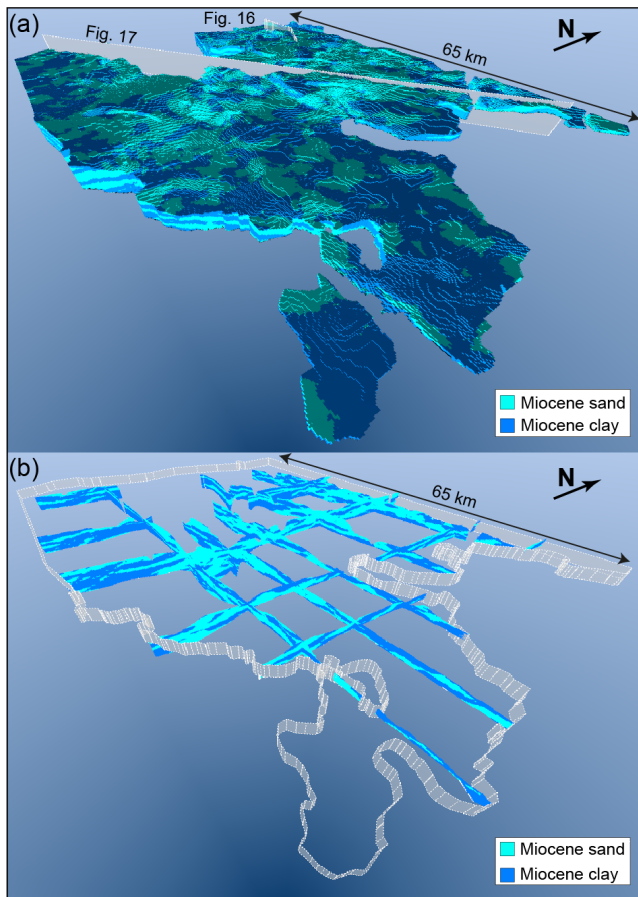 (a)
Fig. 16
Fig. 17
65 km
N
Miocene sand
Miocene clay
(b)
65 km
N
Miocene sand
Miocene clay